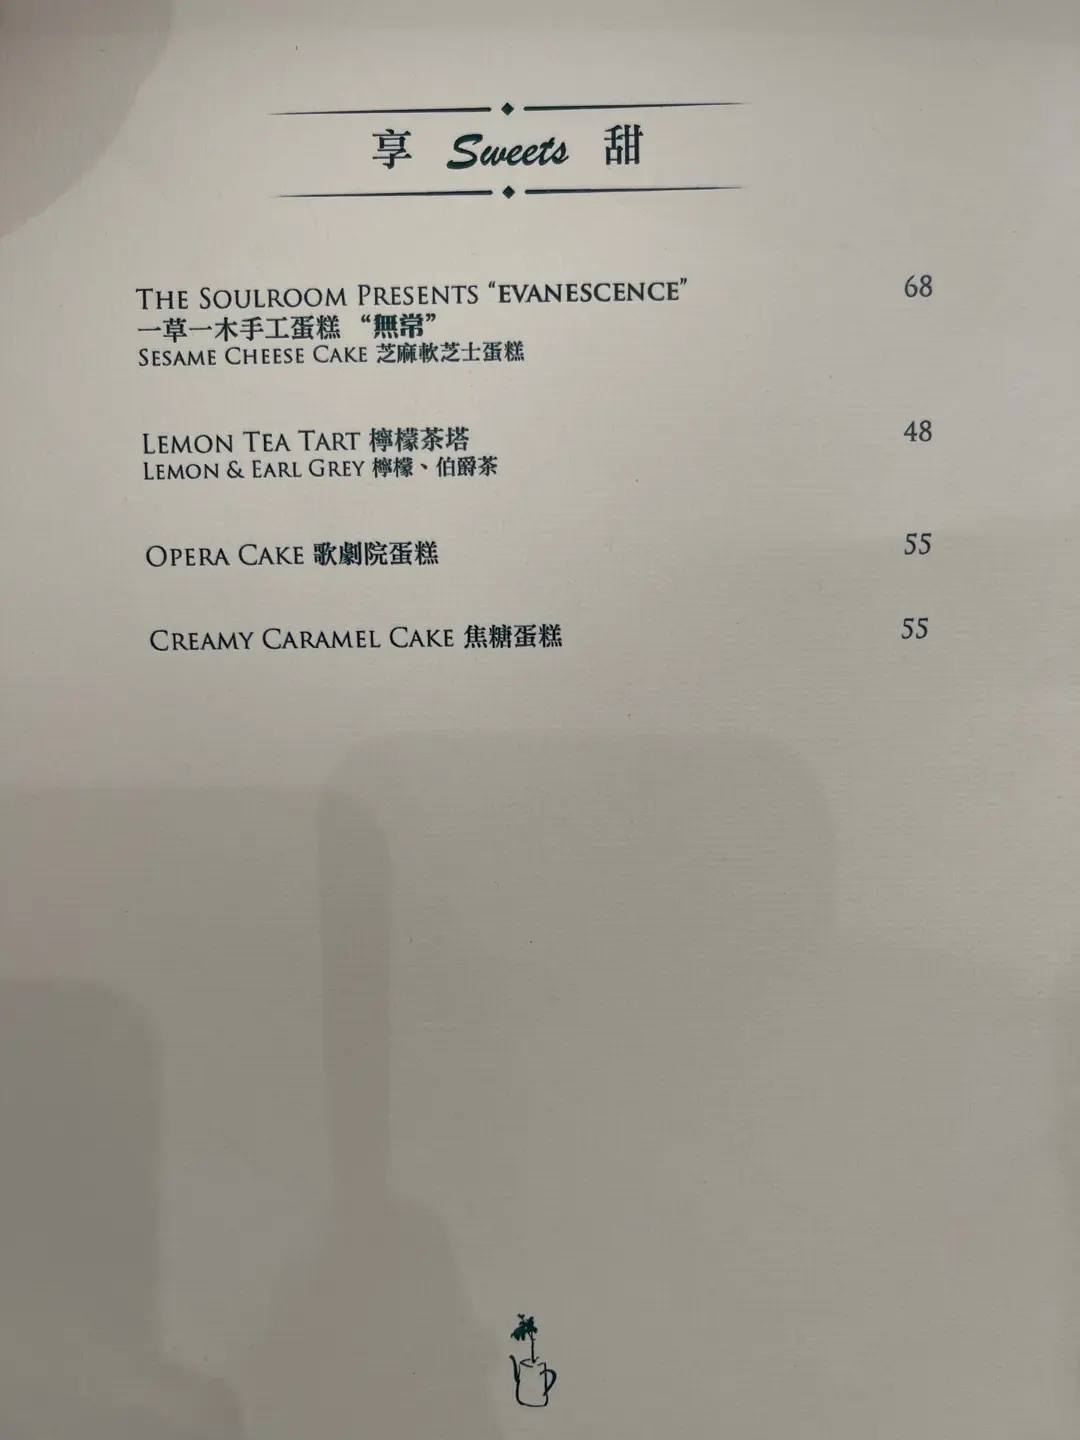 享 Sweets 甜
THE SOULROOM PRESENTS “EVANESCENCE” 68
一草一木手工蛋糕 “無常”
SESAME CHEESE CAKE 芝麻軟芝士蛋糕
LEMON TEA TART 檸檬茶塔 48
LEMON & EARL GREY 檸檬、伯爵茶
OPERA CAKE 歌劇院蛋糕 55
CREAMY CARAMEL CAKE 焦糖蛋糕 55